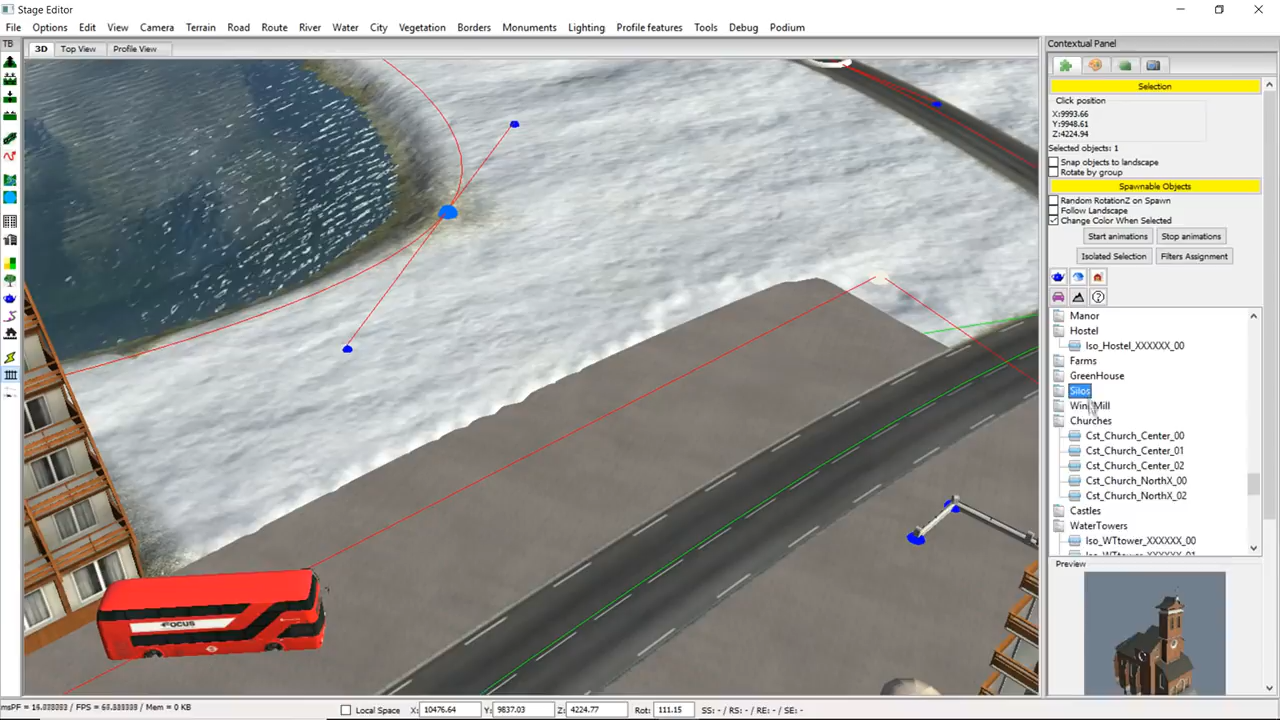 Stage Editor
File Options Edit View Camera Terrain Road Route River Water City Vegetation Borders Monuments Lighting Profile features Tools Debug Podium
TB
3D Top View Profile View
Contextual Panel
Selection
Click position
X:9993.66
Y:9948.61
Z:4224.94
Selected objects: 1
Snap objects to landscape
Rotate by group
Spawnable Objects
Random RotationZ on Spawn
Follow Landscape
Change Color When Selected
Start animations Stop animations
Isolated Selection Filters Assignment
Manor
Hostel
Iso_Hostel_XXXXXX_00
Farms
GreenHouse
Silos
Wind Mill
Churches
Cst_Church_Center_00
Cst_Church_Center_01
Cst_Church_Center_02
Cst_Church_NorthX_00
Cst_Church_NorthX_02
Castles
WaterTowers
Iso_WTtower_XXXXXX_00
Iso_WTtower_XXXXXX_01
Preview
FOCUS
Local Space X: 10476.64 Y: 9837.03 Z: 4224.77 Rot: 111.15 SS: - / RS: - / RE: - / SE: -